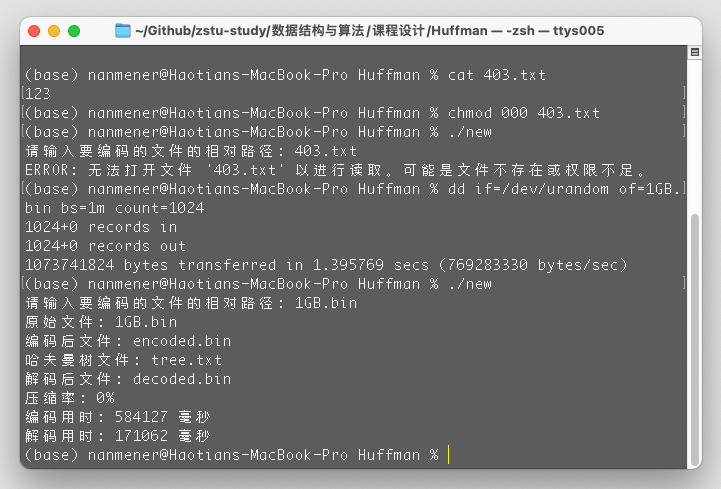 ~/Github/zstu-study/数据结构与算法/课程设计/Huffman — -zsh — ttys005
(base) nanmener@Haotians-MacBook-Pro Huffman % cat 403.txt
[123 ]
[(base) nanmener@Haotians-MacBook-Pro Huffman % chmod 000 403.txt ]
[(base) nanmener@Haotians-MacBook-Pro Huffman % ./new ]
请输入要编码的文件的相对路径: 403.txt
ERROR: 无法打开文件 '403.txt' 以进行读取。可能是文件不存在或权限不足。
[(base) nanmener@Haotians-MacBook-Pro Huffman % dd if=/dev/urandom of=1GB.]
bin bs=1m count=1024
1024+0 records in
1024+0 records out
1073741824 bytes transferred in 1.395769 secs (769283330 bytes/sec)
[(base) nanmener@Haotians-MacBook-Pro Huffman % ./new ]
请输入要编码的文件的相对路径: 1GB.bin
原始文件: 1GB.bin
编码后文件: encoded.bin
哈夫曼树文件: tree.txt
解码后文件: decoded.bin
压缩率: 0%
编码用时: 584127 毫秒
解码用时: 171062 毫秒
(base) nanmener@Haotians-MacBook-Pro Huffman %